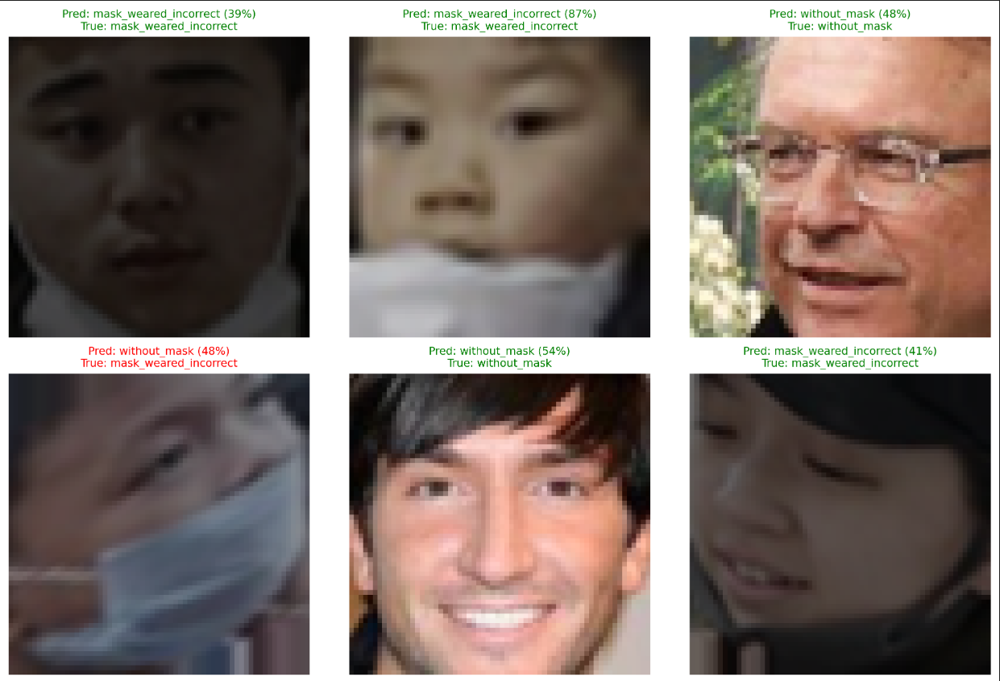 Pred: mask_weared_incorrect (39%)
True: mask_weared_incorrect
Pred: mask_weared_incorrect (87%)
True: mask_weared_incorrect
Pred: without_mask (48%)
True: without_mask
Pred: without_mask (48%)
True: mask_weared_incorrect
Pred: without_mask (54%)
True: without_mask
Pred: mask_weared_incorrect (41%)
True: mask_weared_incorrect